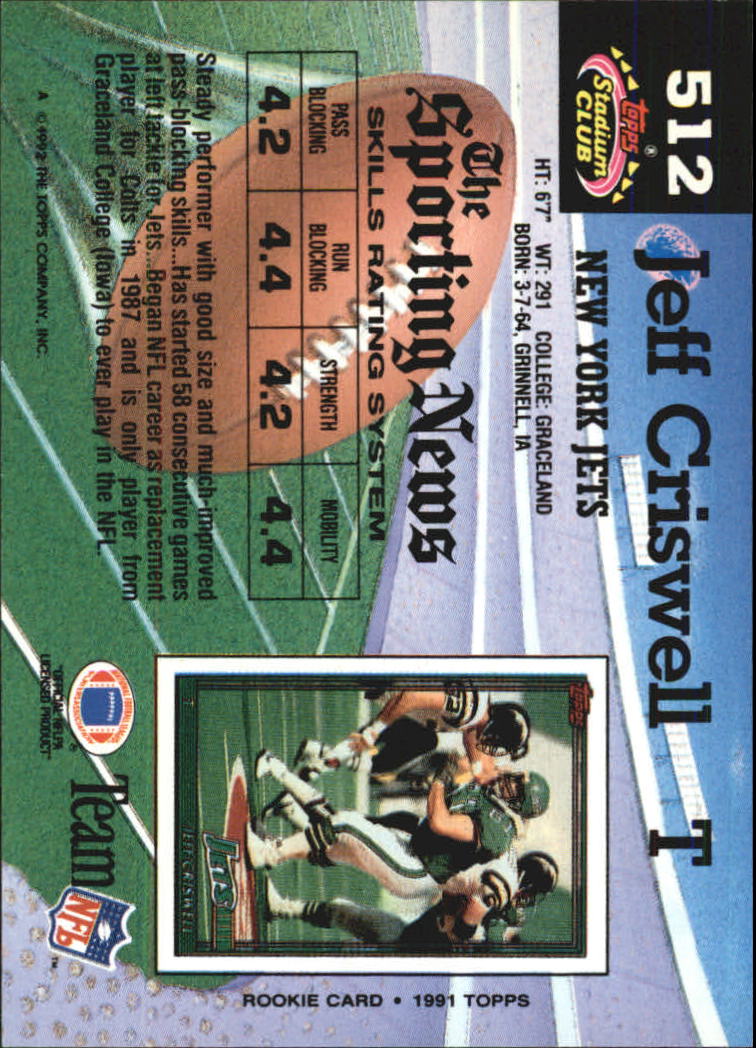 512
Topps®
Stadium
CLUB
Jeff Criswell T
NEW YORK JETS
HT: 6'7" WT: 291 COLLEGE: GRACELAND
BORN: 3-7-64, GRINNELL, IA
The
Sporting News
SKILLS RATING SYSTEM
PASS BLOCKING RUN BLOCKING STRENGTH MOBILITY
4.2 4.4 4.2 4.4
Steady performer with good size and much-improved
pass-blocking skills...Has started 58 consecutive games
at left tackle for Jets...Began NFL career as replacement
player for Colts in 1987 and is only player from
Graceland College (Iowa) to ever play in the NFL.
A © 1992 THE TOPPS COMPANY, INC.
TOPPS
JETS
T
JEFF CRISWELL
ROOKIE CARD • 1991 TOPPS
®
"OFFICIAL NFLPA
LICENSED PRODUCT"
Team
NFL
™